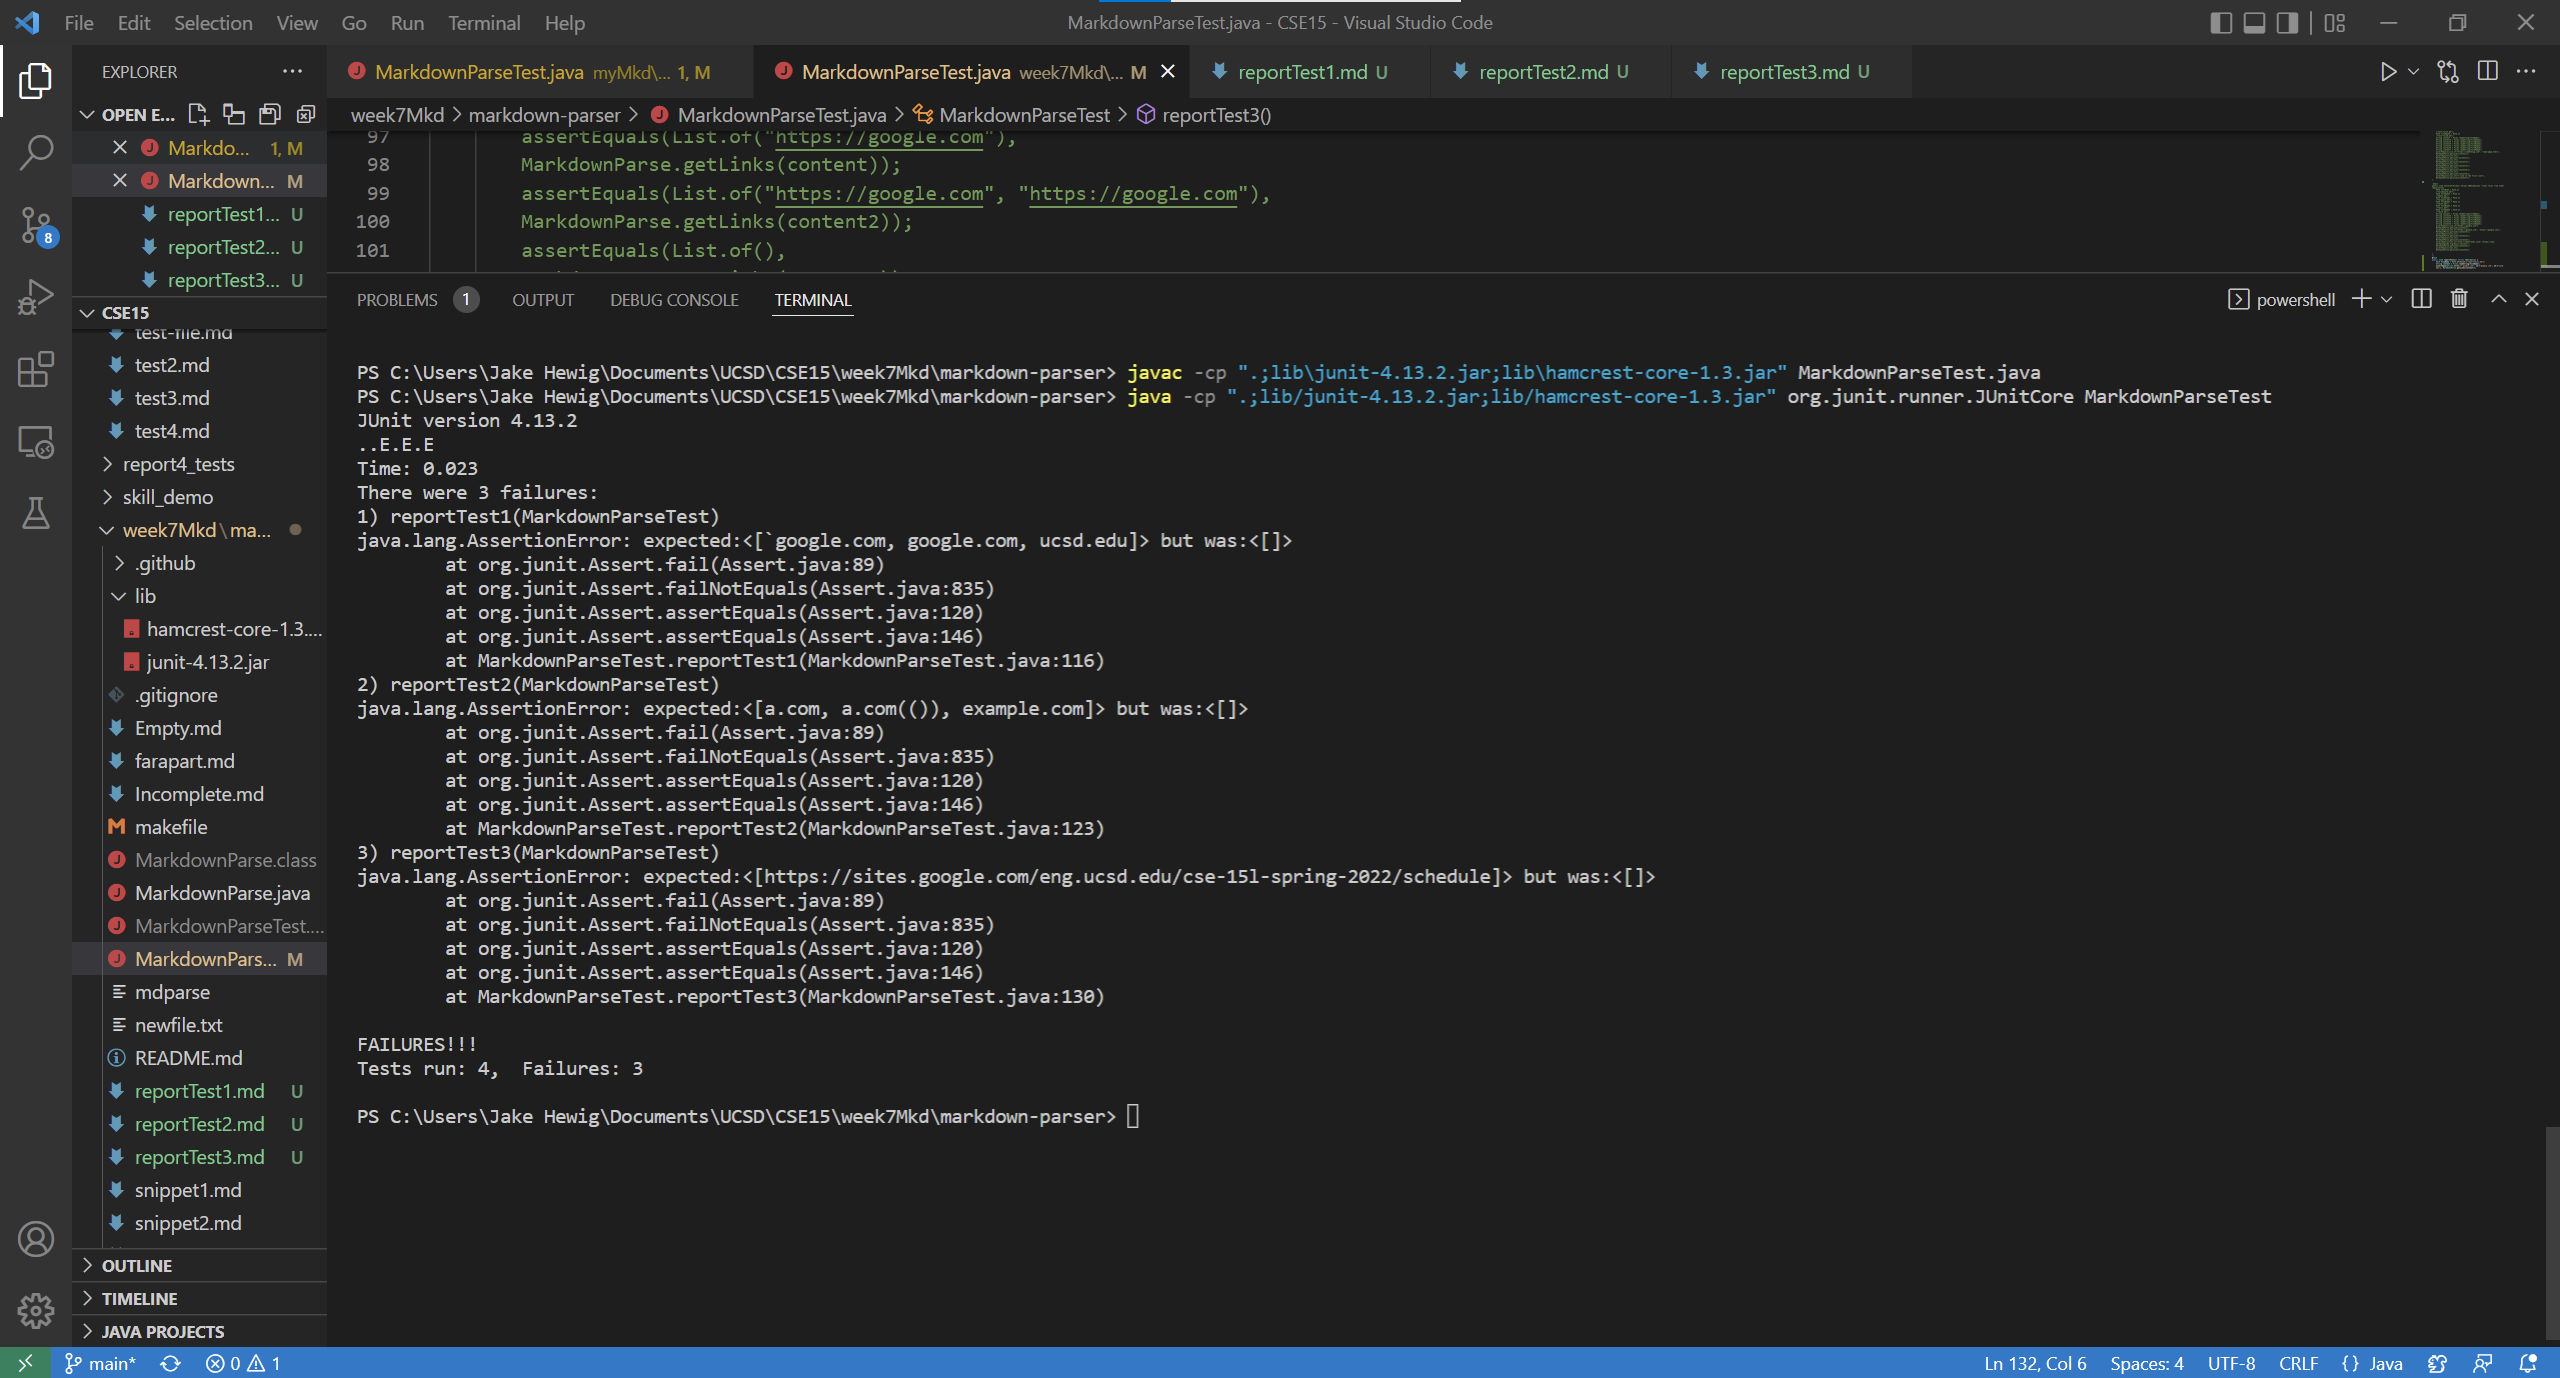 File Edit Selection View Go Run Terminal Help
MarkdownParseTest.java - CSE15 - Visual Studio Code
EXPLORER
OPEN E...
Markdo... 1, M
Markdown... M
reportTest1... U
reportTest2... U
reportTest3... U
CSE15
test-file.md
test2.md
test3.md
test4.md
report4_tests
skill_demo
week7Mkd\ma...
.github
lib
hamcrest-core-1.3....
junit-4.13.2.jar
.gitignore
Empty.md
farapart.md
Incomplete.md
makefile
MarkdownParse.class
MarkdownParse.java
MarkdownParseTest....
MarkdownPars... M
mdparse
newfile.txt
README.md
reportTest1.md U
reportTest2.md U
reportTest3.md U
snippet1.md
snippet2.md
OUTLINE
TIMELINE
JAVA PROJECTS
8
MarkdownParseTest.java myMkd\... 1, M
MarkdownParseTest.java week7Mkd\... M
reportTest1.md U
reportTest2.md U
reportTest3.md U
week7Mkd > markdown-parser > MarkdownParseTest.java > MarkdownParseTest > reportTest3()
97 assertEquals(List.of("https://google.com"),
98 MarkdownParse.getLinks(content));
99 assertEquals(List.of("https://google.com", "https://google.com"),
100 MarkdownParse.getLinks(content2));
101 assertEquals(List.of(),
PROBLEMS 1 OUTPUT DEBUG CONSOLE TERMINAL
powershell
PS C:\Users\Jake Hewig\Documents\UCSD\CSE15\week7Mkd\markdown-parser> javac -cp ".;lib\junit-4.13.2.jar;lib\hamcrest-core-1.3.jar" MarkdownParseTest.java
PS C:\Users\Jake Hewig\Documents\UCSD\CSE15\week7Mkd\markdown-parser> java -cp ".;lib/junit-4.13.2.jar;lib/hamcrest-core-1.3.jar" org.junit.runner.JUnitCore MarkdownParseTest
JUnit version 4.13.2
..E.E.E
Time: 0.023
There were 3 failures:
1) reportTest1(MarkdownParseTest)
java.lang.AssertionError: expected:<[`google.com, google.com, ucsd.edu]> but was:<[]>
at org.junit.Assert.fail(Assert.java:89)
at org.junit.Assert.failNotEquals(Assert.java:835)
at org.junit.Assert.assertEquals(Assert.java:120)
at org.junit.Assert.assertEquals(Assert.java:146)
at MarkdownParseTest.reportTest1(MarkdownParseTest.java:116)
2) reportTest2(MarkdownParseTest)
java.lang.AssertionError: expected:<[a.com, a.com(()), example.com]> but was:<[]>
at org.junit.Assert.fail(Assert.java:89)
at org.junit.Assert.failNotEquals(Assert.java:835)
at org.junit.Assert.assertEquals(Assert.java:120)
at org.junit.Assert.assertEquals(Assert.java:146)
at MarkdownParseTest.reportTest2(MarkdownParseTest.java:123)
3) reportTest3(MarkdownParseTest)
java.lang.AssertionError: expected:<[https://sites.google.com/eng.ucsd.edu/cse-15l-spring-2022/schedule]> but was:<[]>
at org.junit.Assert.fail(Assert.java:89)
at org.junit.Assert.failNotEquals(Assert.java:835)
at org.junit.Assert.assertEquals(Assert.java:120)
at org.junit.Assert.assertEquals(Assert.java:146)
at MarkdownParseTest.reportTest3(MarkdownParseTest.java:130)
FAILURES!!!
Tests run: 4,  Failures: 3
PS C:\Users\Jake Hewig\Documents\UCSD\CSE15\week7Mkd\markdown-parser>
main* 0 1
Ln 132, Col 6 Spaces: 4 UTF-8 CRLF {} Java